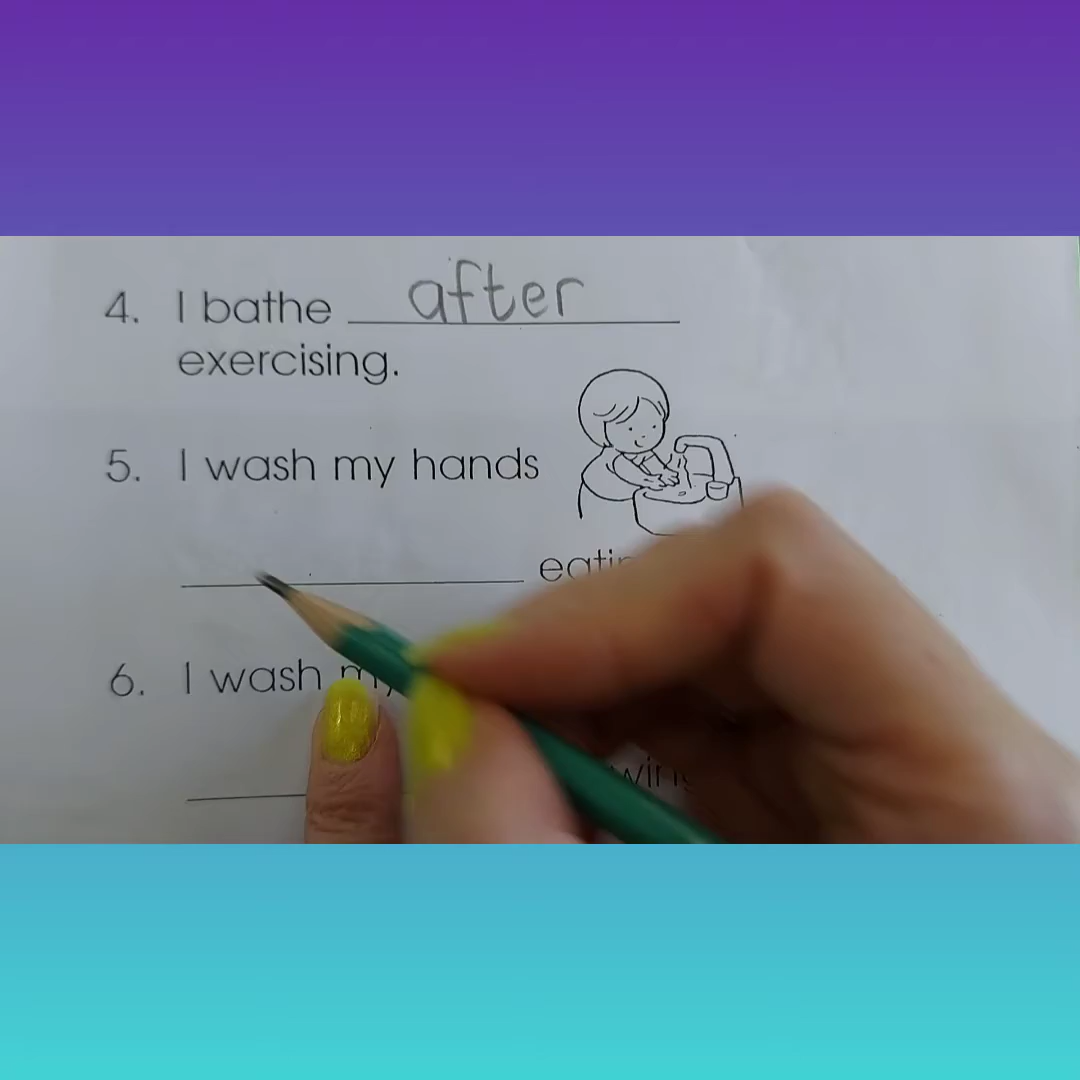 4. I bathe after
exercising.
5. I wash my hands
6. I wash